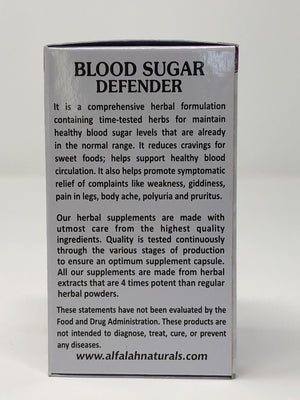 BLOOD SUGAR
DEFENDER
It is a comprehensive herbal formulation
containing time-tested herbs for maintain
healthy blood sugar levels that are already
in the normal range. It reduces cravings for
sweet foods; helps support healthy blood
circulation. It also helps promote symptomatic
relief of complaints like weakness, giddiness,
pain in legs, body ache, polyuria and pruritus.
Our herbal supplements are made with
utmost care from the highest quality
ingredients. Quality is tested continuously
through the various stages of production
to ensure an optimum supplement capsule.
All our supplements are made from herbal
extracts that are 4 times potent than regular
herbal powders.
These statements have not been evaluated by the
Food and Drug Administration. These products are
not intended to diagnose, treat, cure, or prevent
any diseases.
www.alfalahnaturals.com